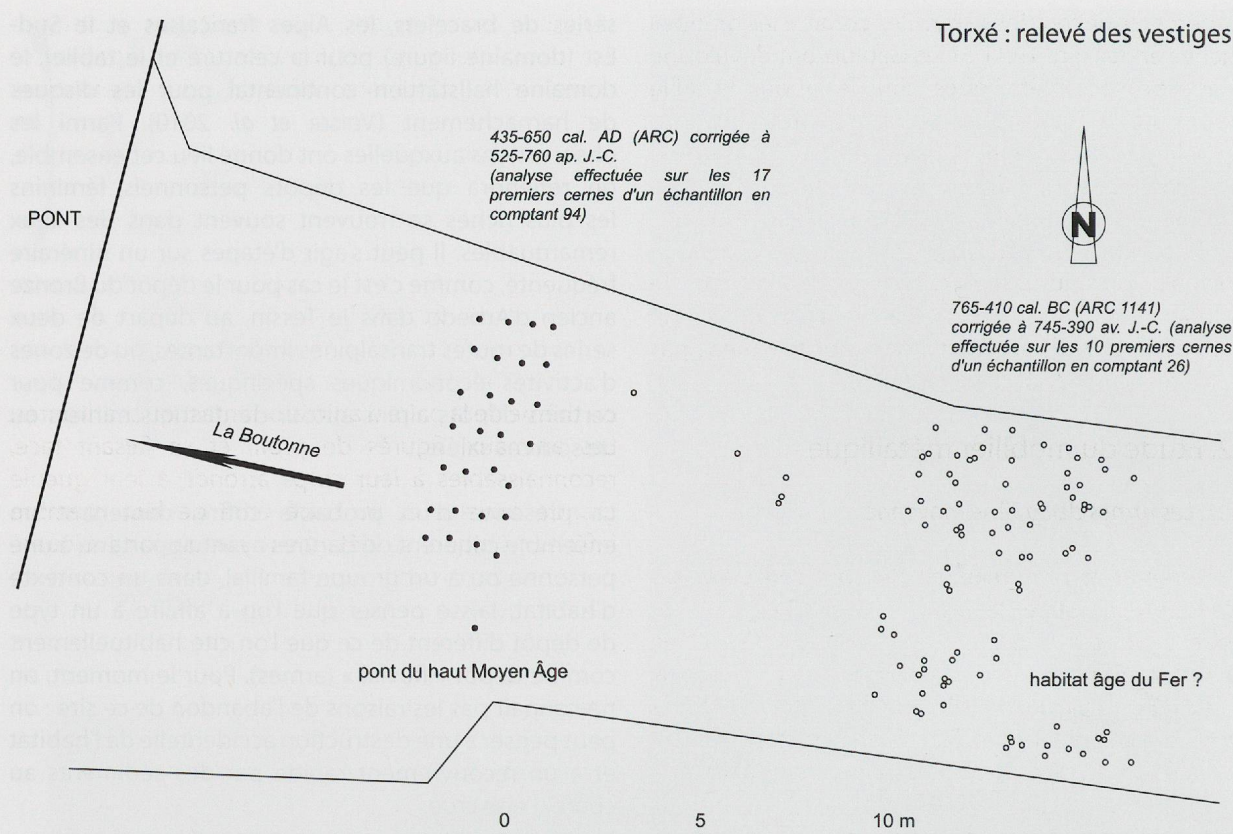 Torxé : relevé des vestiges
435-650 cal. AD (ARC) corrigée à
525-760 ap. J.-C.
(analyse effectuée sur les 17
premiers cernes d'un échantillon en
comptant 94)
PONT
N
765-410 cal. BC (ARC 1141)
corrigée à 745-390 av. J.-C. (analyse
effectuée sur les 10 premiers cernes
d'un échantillon en comptant 26)
La Boutonne
pont du haut Moyen Âge
habitat âge du Fer ?
0 5 10 m